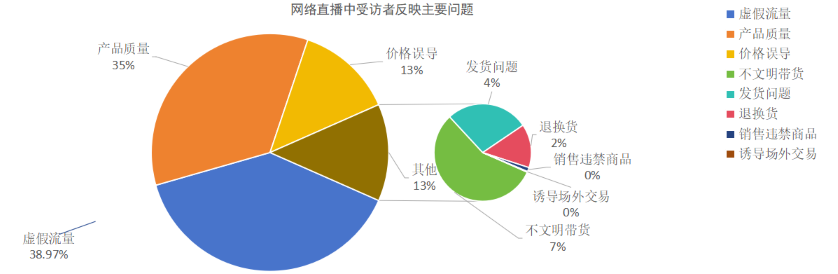 网络直播中受访者反映主要问题
产品质量
35%
价格误导
13%
发货问题
4%
退换货
2%
销售违禁商品
0%
诱导场外交易
0%
不文明带货
7%
其他
13%
虚假流量
38.97%
虚假流量
产品质量
价格误导
不文明带货
发货问题
退换货
销售违禁商品
诱导场外交易